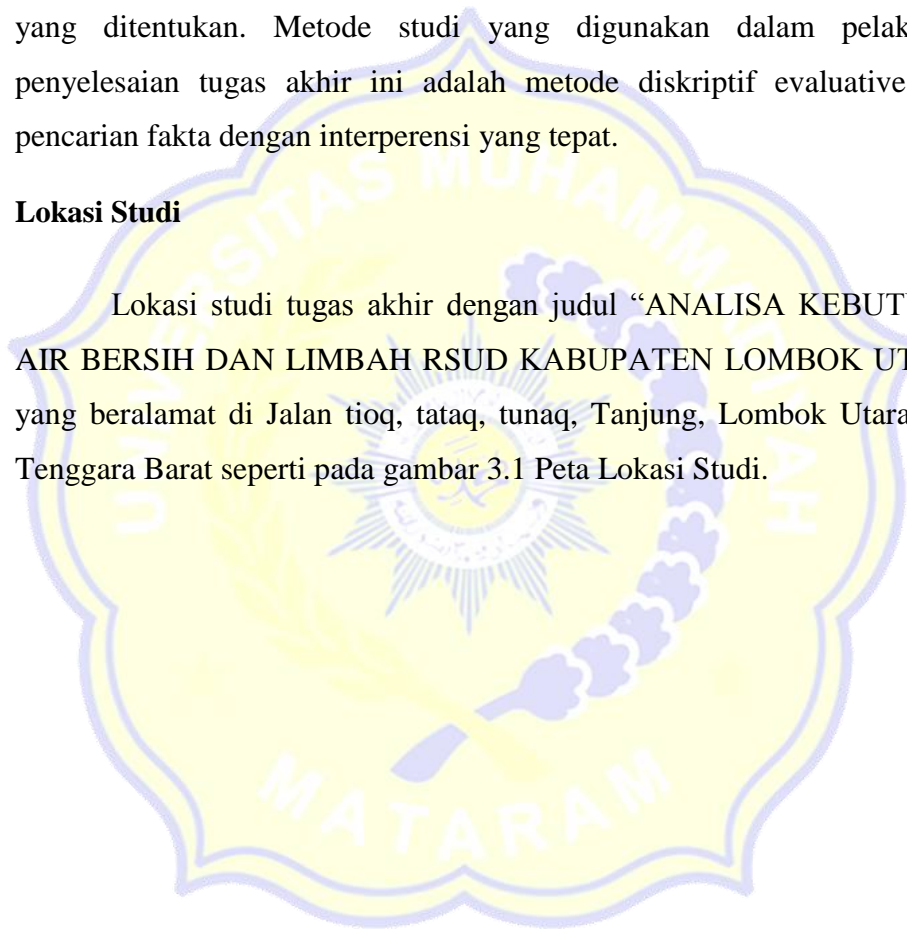 yang ditentukan. Metode studi yang digunakan dalam pelak
penyelesaian tugas akhir ini adalah metode diskriptif evaluative
pencarian fakta dengan interperensi yang tepat.
Lokasi Studi
Lokasi studi tugas akhir dengan judul “ANALISA KEBUT
AIR BERSIH DAN LIMBAH RSUD KABUPATEN LOMBOK UT
yang beralamat di Jalan tioq, tataq, tunaq, Tanjung, Lombok Utara
Tenggara Barat seperti pada gambar 3.1 Peta Lokasi Studi.
UNIVERSITAS MUHAMMADIYAH
MATARAM